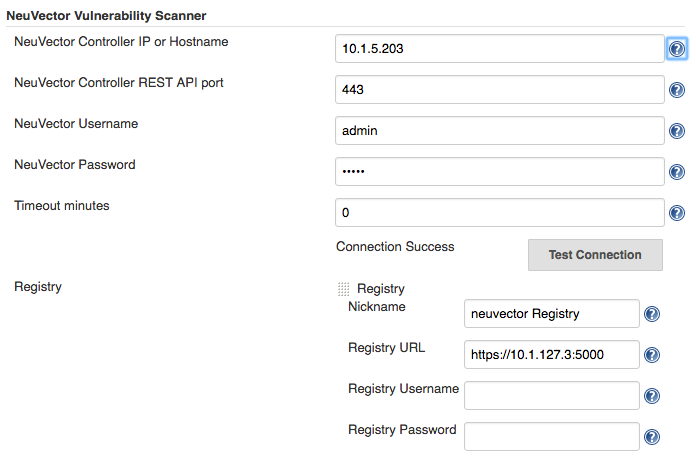 NeuVector Vulnerability Scanner
NeuVector Controller IP or Hostname 10.1.5.203 ?
NeuVector Controller REST API port 443 ?
NeuVector Username admin ?
NeuVector Password ••••• ?
Timeout minutes 0 ?
Connection Success Test Connection
Registry Registry
Nickname neuvector Registry ?
Registry URL https://10.1.127.3:5000 ?
Registry Username ?
Registry Password ?